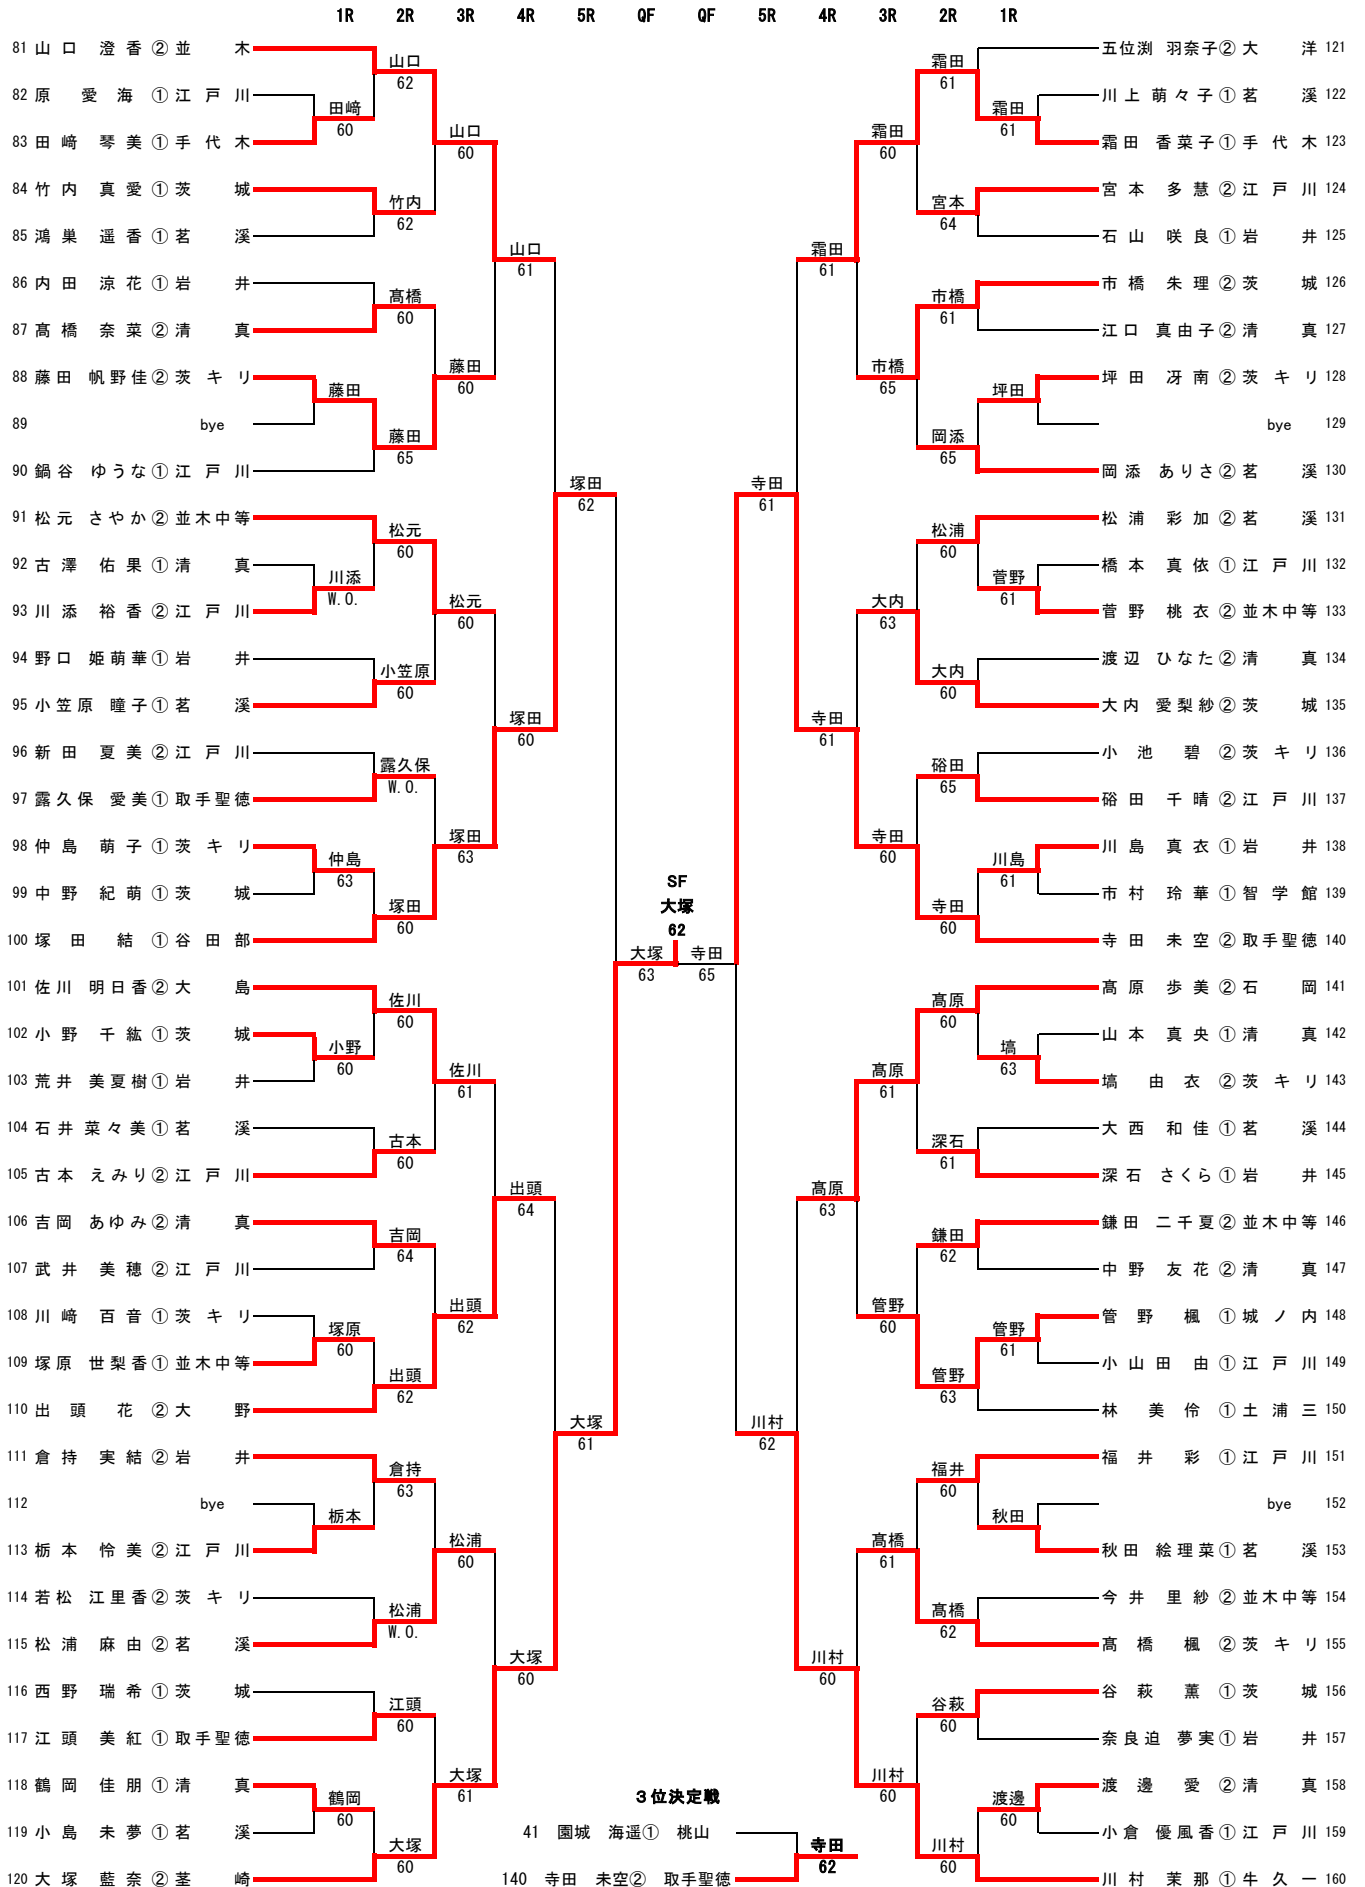 1R 2R 3R 4R 5R QF QF 5R 4R 3R 2R 1R
81 山口 澄香 ② 並木
82 原 愛海 ① 江戸川
83 田﨑 琴美 ① 手代木
84 竹内 真愛 ① 茨城
85 鴻巣 遥香 ① 茗溪
86 内田 涼花 ① 岩井
87 髙橋 奈菜 ② 清真
88 藤田 帆野佳 ② 茨キリ
89 bye
90 鍋谷 ゆうな ① 江戸川
91 松元 さやか ② 並木中等
92 古澤 佑果 ① 清真
93 川添 裕香 ② 江戸川
94 野口 姫萌華 ① 岩井
95 小笠原 瞳子 ① 茗溪
96 新田 夏美 ② 江戸川
97 露久保 愛美 ① 取手聖徳
98 仲島 萌子 ① 茨キリ
99 中野 紀萌 ① 茨城
100 塚田 結 ① 谷田部
101 佐川 明日香 ② 大島
102 小野 千紘 ① 茨城
103 荒井 美夏樹 ① 岩井
104 石井 菜々美 ① 茗溪
105 古本 えみり ② 江戸川
106 吉岡 あゆみ ② 清真
107 武井 美穂 ② 江戸川
108 川﨑 百音 ① 茨キリ
109 塚原 世梨香 ① 並木中等
110 出頭 花 ② 大野
111 倉持 実結 ② 岩井
112 bye
113 栃本 怜美 ② 江戸川
114 若松 江里香 ② 茨キリ
115 松浦 麻由 ② 茗溪
116 西野 瑞希 ① 茨城
117 江頭 美紅 ① 取手聖徳
118 鶴岡 佳朋 ① 清真
119 小島 未夢 ① 茗溪
120 大塚 藍奈 ② 茎崎
田﨑
60
川添
W.O.
藤田
仲島
63
小野
60
塚原
60
栃本
鶴岡
60
山口
62
竹内
62
髙橋
60
藤田
65
松元
60
小笠原
60
露久保
W.O.
塚田
60
佐川
60
古本
60
吉岡
64
出頭
62
倉持
63
松浦
W.O.
江頭
60
大塚
60
山口
60
藤田
60
松元
60
塚田
63
佐川
61
出頭
62
松浦
60
大塚
61
山口
61
塚田
60
出頭
64
大塚
60
塚田
62
大塚
61
大塚
63
SF
大塚
62
寺田
65
寺田
61
川村
62
霜田
61
寺田
61
髙原
63
川村
60
霜田
60
市橋
65
大内
63
寺田
60
髙原
61
管野
60
髙橋
61
川村
60
霜田
61
宮本
64
市橋
61
岡添
65
松浦
60
大内
60
硲田
65
寺田
60
髙原
60
深石
61
鎌田
62
管野
63
福井
60
髙橋
62
谷萩
60
川村
60
霜田
61
坪田
菅野
61
川島
61
塙
63
管野
61
秋田
渡邊
60
五位渕 羽奈子 ② 大洋 121
川上 萌々子 ① 茗溪 122
霜田 香菜子 ① 手代木 123
宮本 多慧 ② 江戸川 124
石山 咲良 ① 岩井 125
市橋 朱理 ② 茨城 126
江口 真由子 ② 清真 127
坪田 冴南 ② 茨キリ 128
bye 129
岡添 ありさ ② 茗溪 130
松浦 彩加 ② 茗溪 131
橋本 真依 ① 江戸川 132
菅野 桃衣 ② 並木中等 133
渡辺 ひなた ② 清真 134
大内 愛梨紗 ② 茨城 135
小池 碧 ② 茨キリ 136
硲田 千晴 ② 江戸川 137
川島 真衣 ① 岩井 138
市村 玲華 ① 智学館 139
寺田 未空 ② 取手聖徳 140
髙原 歩美 ② 石岡 141
山本 真央 ① 清真 142
塙 由衣 ② 茨キリ 143
大西 和佳 ① 茗溪 144
深石 さくら ① 岩井 145
鎌田 二千夏 ② 並木中等 146
中野 友花 ② 清真 147
管野 楓 ① 城ノ内 148
小山田 由 ① 江戸川 149
林 美伶 ① 土浦三 150
福井 彩 ① 江戸川 151
bye 152
秋田 絵理菜 ① 茗溪 153
今井 里紗 ② 並木中等 154
髙橋 楓 ② 茨キリ 155
谷萩 薫 ① 茨城 156
奈良迫 夢実 ① 岩井 157
渡邊 愛 ② 清真 158
小倉 優風香 ① 江戸川 159
川村 茉那 ① 牛久一 160
３位決定戦
41 園城 海遥① 桃山
140 寺田 未空② 取手聖徳
寺田
62